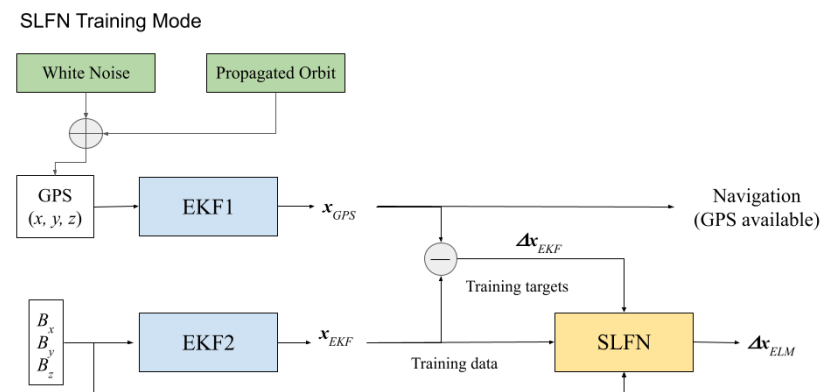 SLFN Training Mode
White Noise
Propagated Orbit
GPS
(x, y, z)
EKF1
x_GPS
Navigation
(GPS available)
Δx_EKF
Training targets
B_x
B_y
B_z
EKF2
x_EKF
Training data
SLFN
Δx_ELM